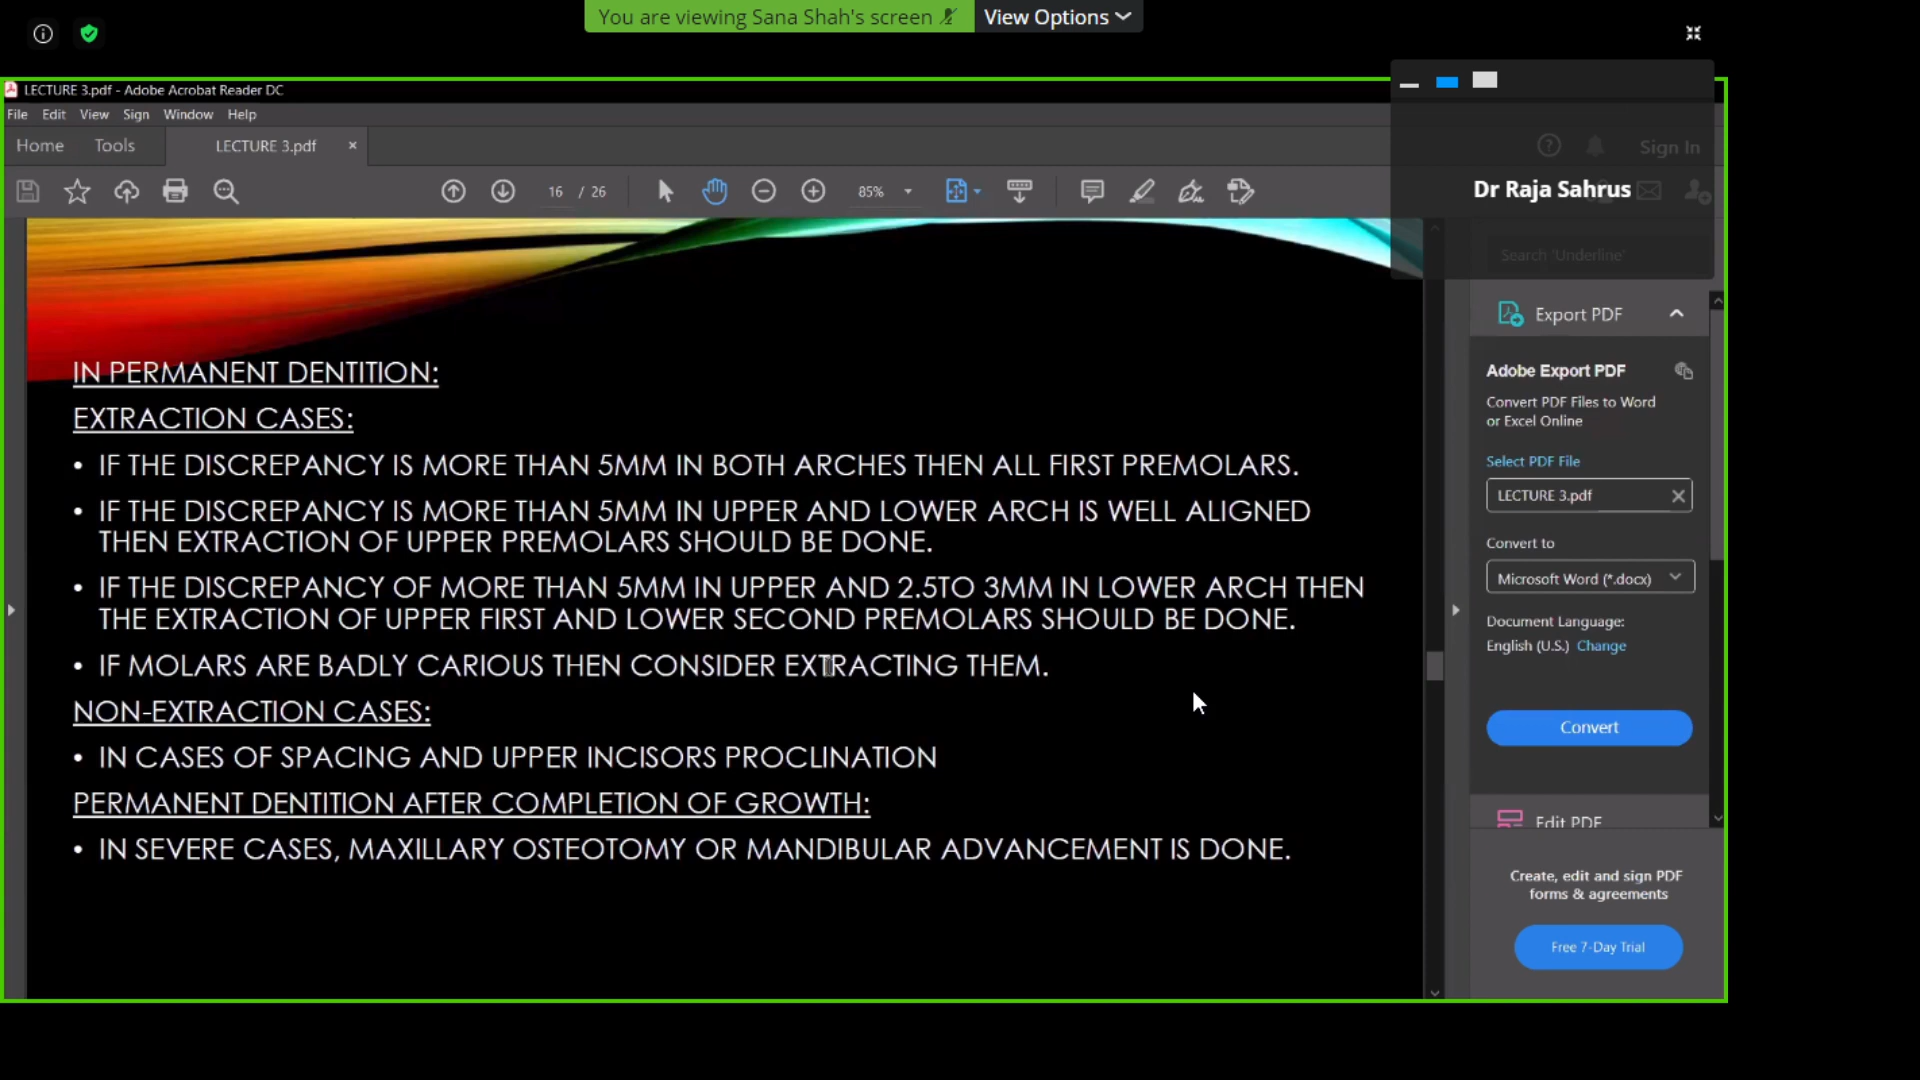 You are viewing Sana Shah's screen
View Options
LECTURE 3.pdf - Adobe Acrobat Reader DC
File Edit View Sign Window Help
Home Tools LECTURE 3.pdf ×
Sign In
16 / 26
85%
Dr Raja Sahrus
Search 'Underline'
Export PDF
Adobe Export PDF
Convert PDF Files to Word
or Excel Online
Select PDF File
LECTURE 3.pdf
Convert to
Microsoft Word (*.docx)
Document Language:
English (U.S.) Change
Convert
Edit PDF
Create, edit and sign PDF
forms & agreements
Free 7-Day Trial
IN PERMANENT DENTITION:
EXTRACTION CASES:
• IF THE DISCREPANCY IS MORE THAN 5MM IN BOTH ARCHES THEN ALL FIRST PREMOLARS.
• IF THE DISCREPANCY IS MORE THAN 5MM IN UPPER AND LOWER ARCH IS WELL ALIGNED
THEN EXTRACTION OF UPPER PREMOLARS SHOULD BE DONE.
• IF THE DISCREPANCY OF MORE THAN 5MM IN UPPER AND 2.5TO 3MM IN LOWER ARCH THEN
THE EXTRACTION OF UPPER FIRST AND LOWER SECOND PREMOLARS SHOULD BE DONE.
• IF MOLARS ARE BADLY CARIOUS THEN CONSIDER EXTRACTING THEM.
NON-EXTRACTION CASES:
• IN CASES OF SPACING AND UPPER INCISORS PROCLINATION
PERMANENT DENTITION AFTER COMPLETION OF GROWTH:
• IN SEVERE CASES, MAXILLARY OSTEOTOMY OR MANDIBULAR ADVANCEMENT IS DONE.